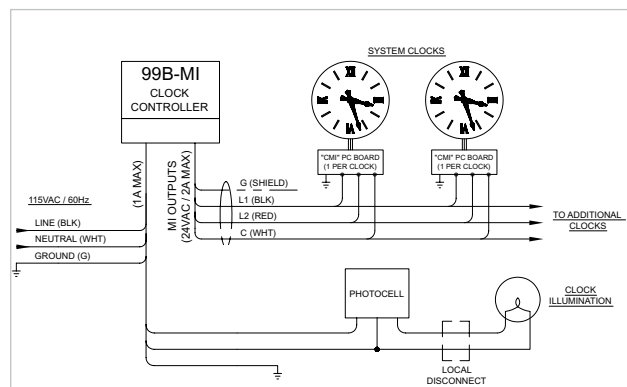 SYSTEM CLOCKS
99B-MI
CLOCK
CONTROLLER
"CMI" PC BOARD
(1 PER CLOCK)
"CMI" PC BOARD
(1 PER CLOCK)
(1A MAX)
MI OUTPUTS
(24VAC / 2A MAX)
G (SHIELD)
L1 (BLK)
L2 (RED)
C (WHT)
115VAC / 60Hz
LINE (BLK)
NEUTRAL (WHT)
GROUND (G)
TO ADDITIONAL
CLOCKS
PHOTOCELL
CLOCK
ILLUMINATION
LOCAL
DISCONNECT